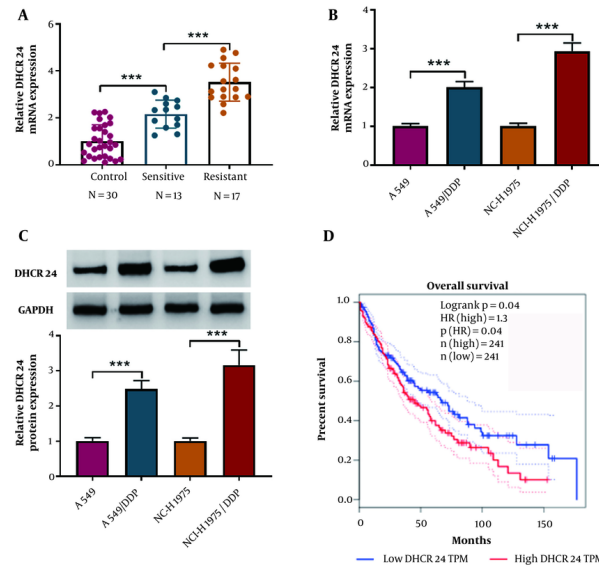 A
Relative DHCR 24
mRNA expression
6
4
2
0
***
***
Control
Sensitive
Resistant
N = 30
N = 13
N = 17
B
Relative DHCR 24
mRNA expression
4
3
2
1
0
***
***
A 549
A 549/DDP
NC-H 1975
NCI-H 1975 / DDP
C
DHCR 24
GAPDH
Relative DHCR 24
protein expression
4
3
2
1
0
***
***
A 549
A 549/DDP
NC-H 1975
NCI-H 1975 / DDP
D
Overall survival
Logrank p = 0.04
HR (high) = 1.3
p (HR) = 0.04
n (high) = 241
n (low) = 241
Precent survival
1.0
0.8
0.6
0.4
0.2
0.0
0
50
100
150
Months
Low DHCR 24 TPM
High DHCR 24 TPM